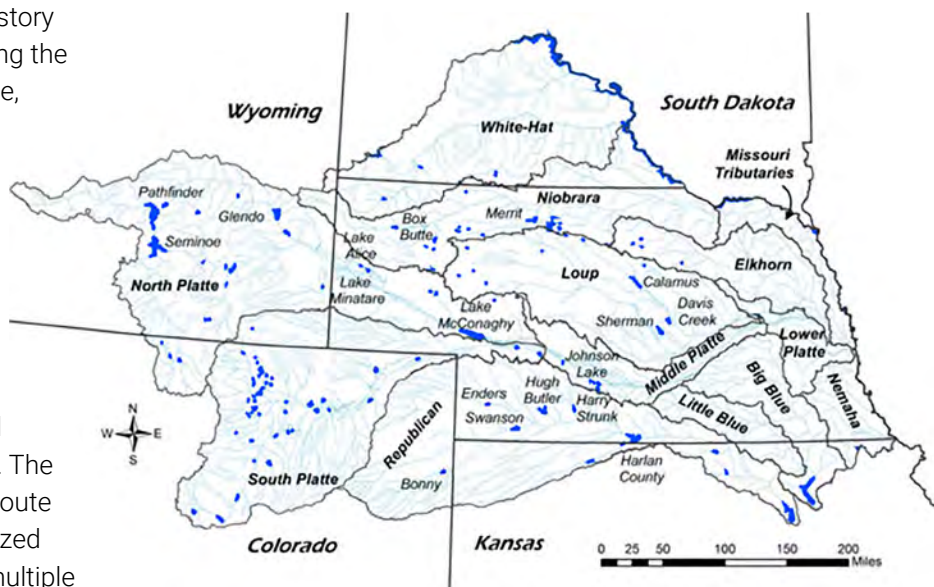 story
ng the
e,
. The
oute
zed
multiple
Wyoming
South Dakota
White-Hat
Missouri
Tributaries
Pathfinder
Glendo
Seminoe
North Platte
Box
Butte
Merrit
Niobrara
Lake
Alice
Lake
Minatare
Loup
Elkhorn
Calamus
Lake
McConaghy
Sherman
Davis
Creek
Middle Platte
Lower
Platte
Johnson
Lake
Enders
Swanson
Hugh
Butler
Harry
Strunk
Little Blue
Big Blue
Nemaha
Republican
N
W
E
S
South Platte
Bonny
Harlan
County
Colorado
Kansas
0 25 50 100 150 200
Miles